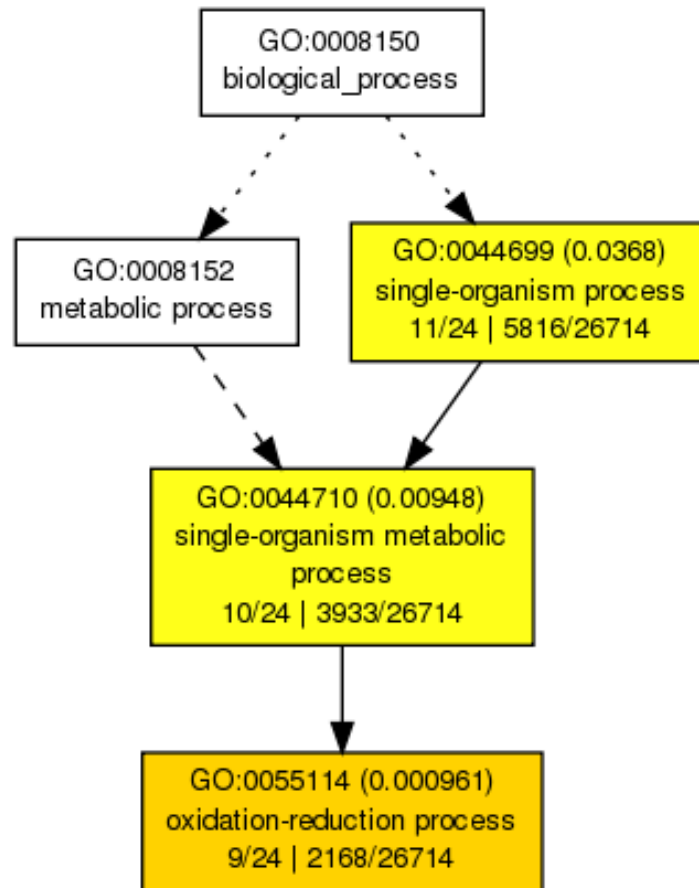 GO:0008150
biological_process
GO:0008152
metabolic process
GO:0044699 (0.0368)
single-organism process
11/24 | 5816/26714
GO:0044710 (0.00948)
single-organism metabolic
process
10/24 | 3933/26714
GO:0055114 (0.000961)
oxidation-reduction process
9/24 | 2168/26714